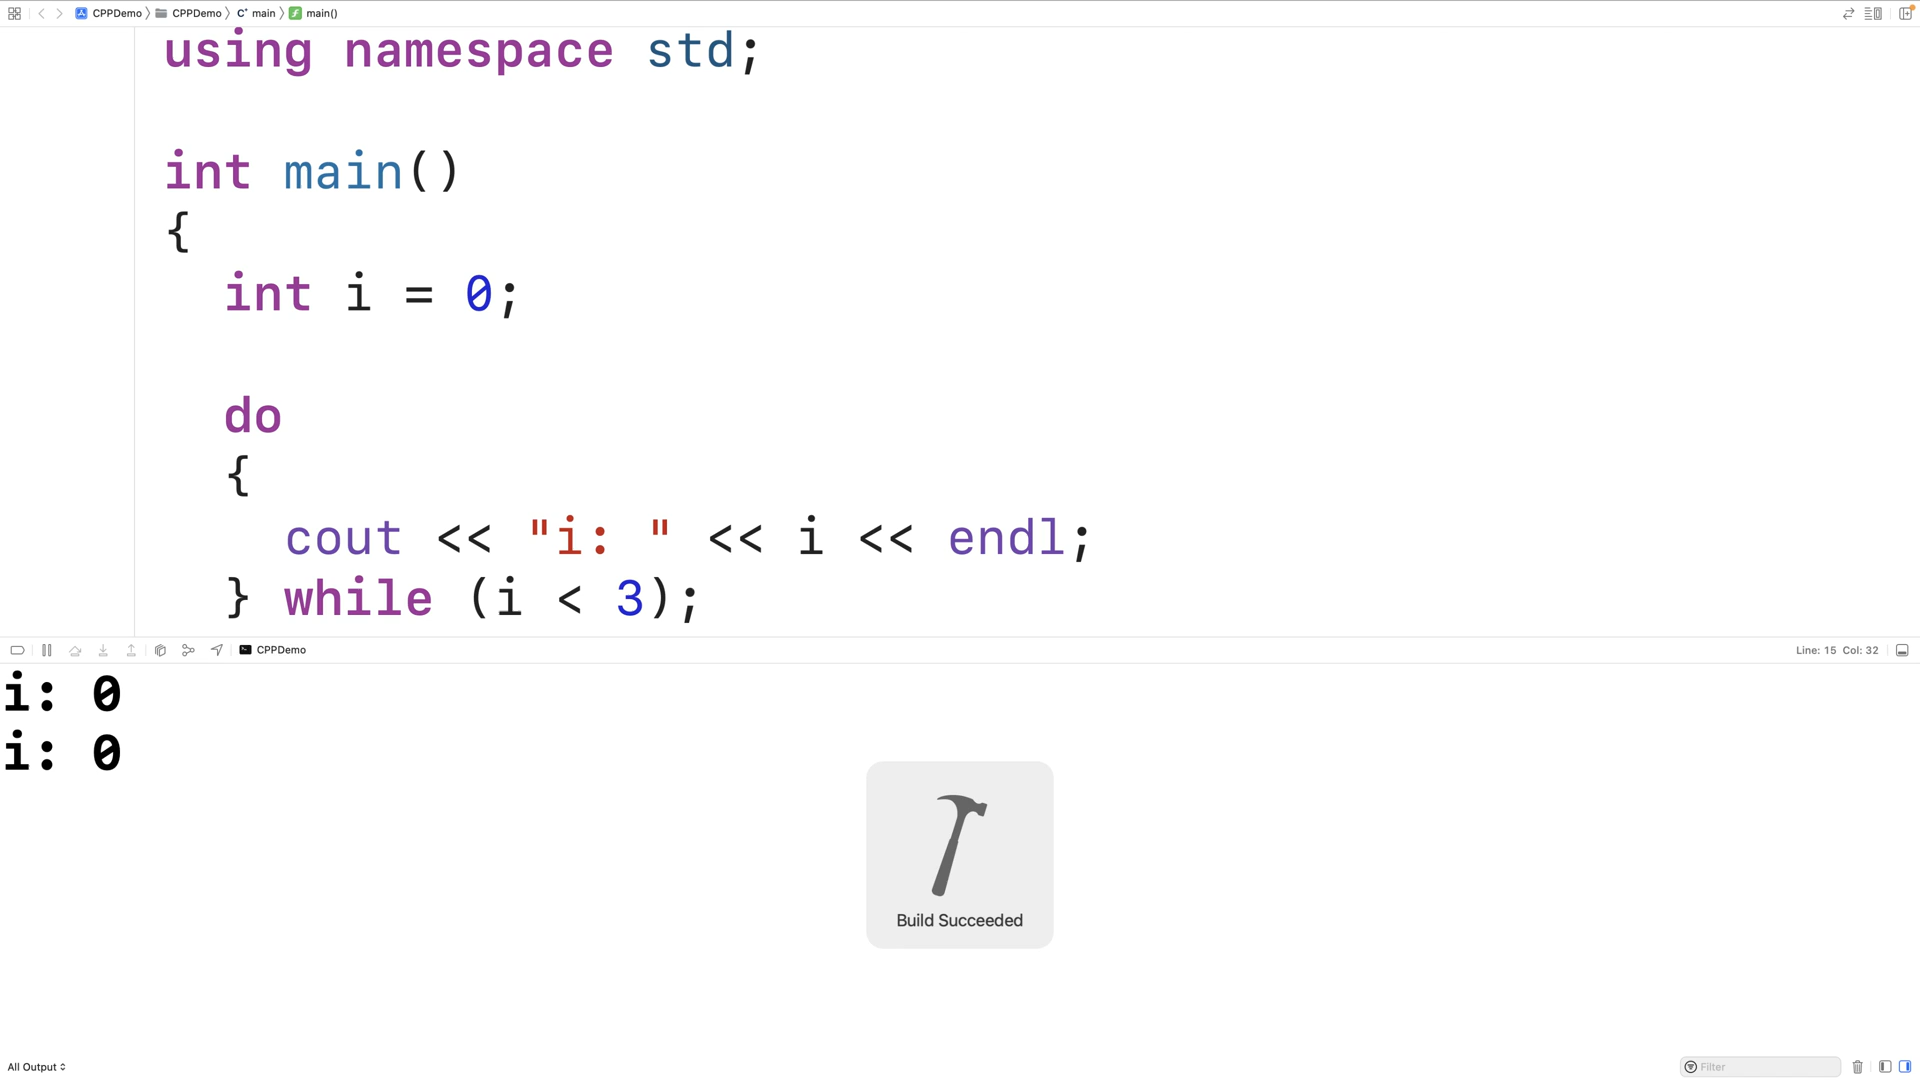 CPPDemo 〉 CPPDemo 〉 C+ main 〉 f main()
using namespace std;
int main()
{
int i = 0;
do
{
cout << "i: " << i << endl;
} while (i < 3);
CPPDemo
Line: 15 Col: 32
i: 0
i: 0
Build Succeeded
All Output
Filter